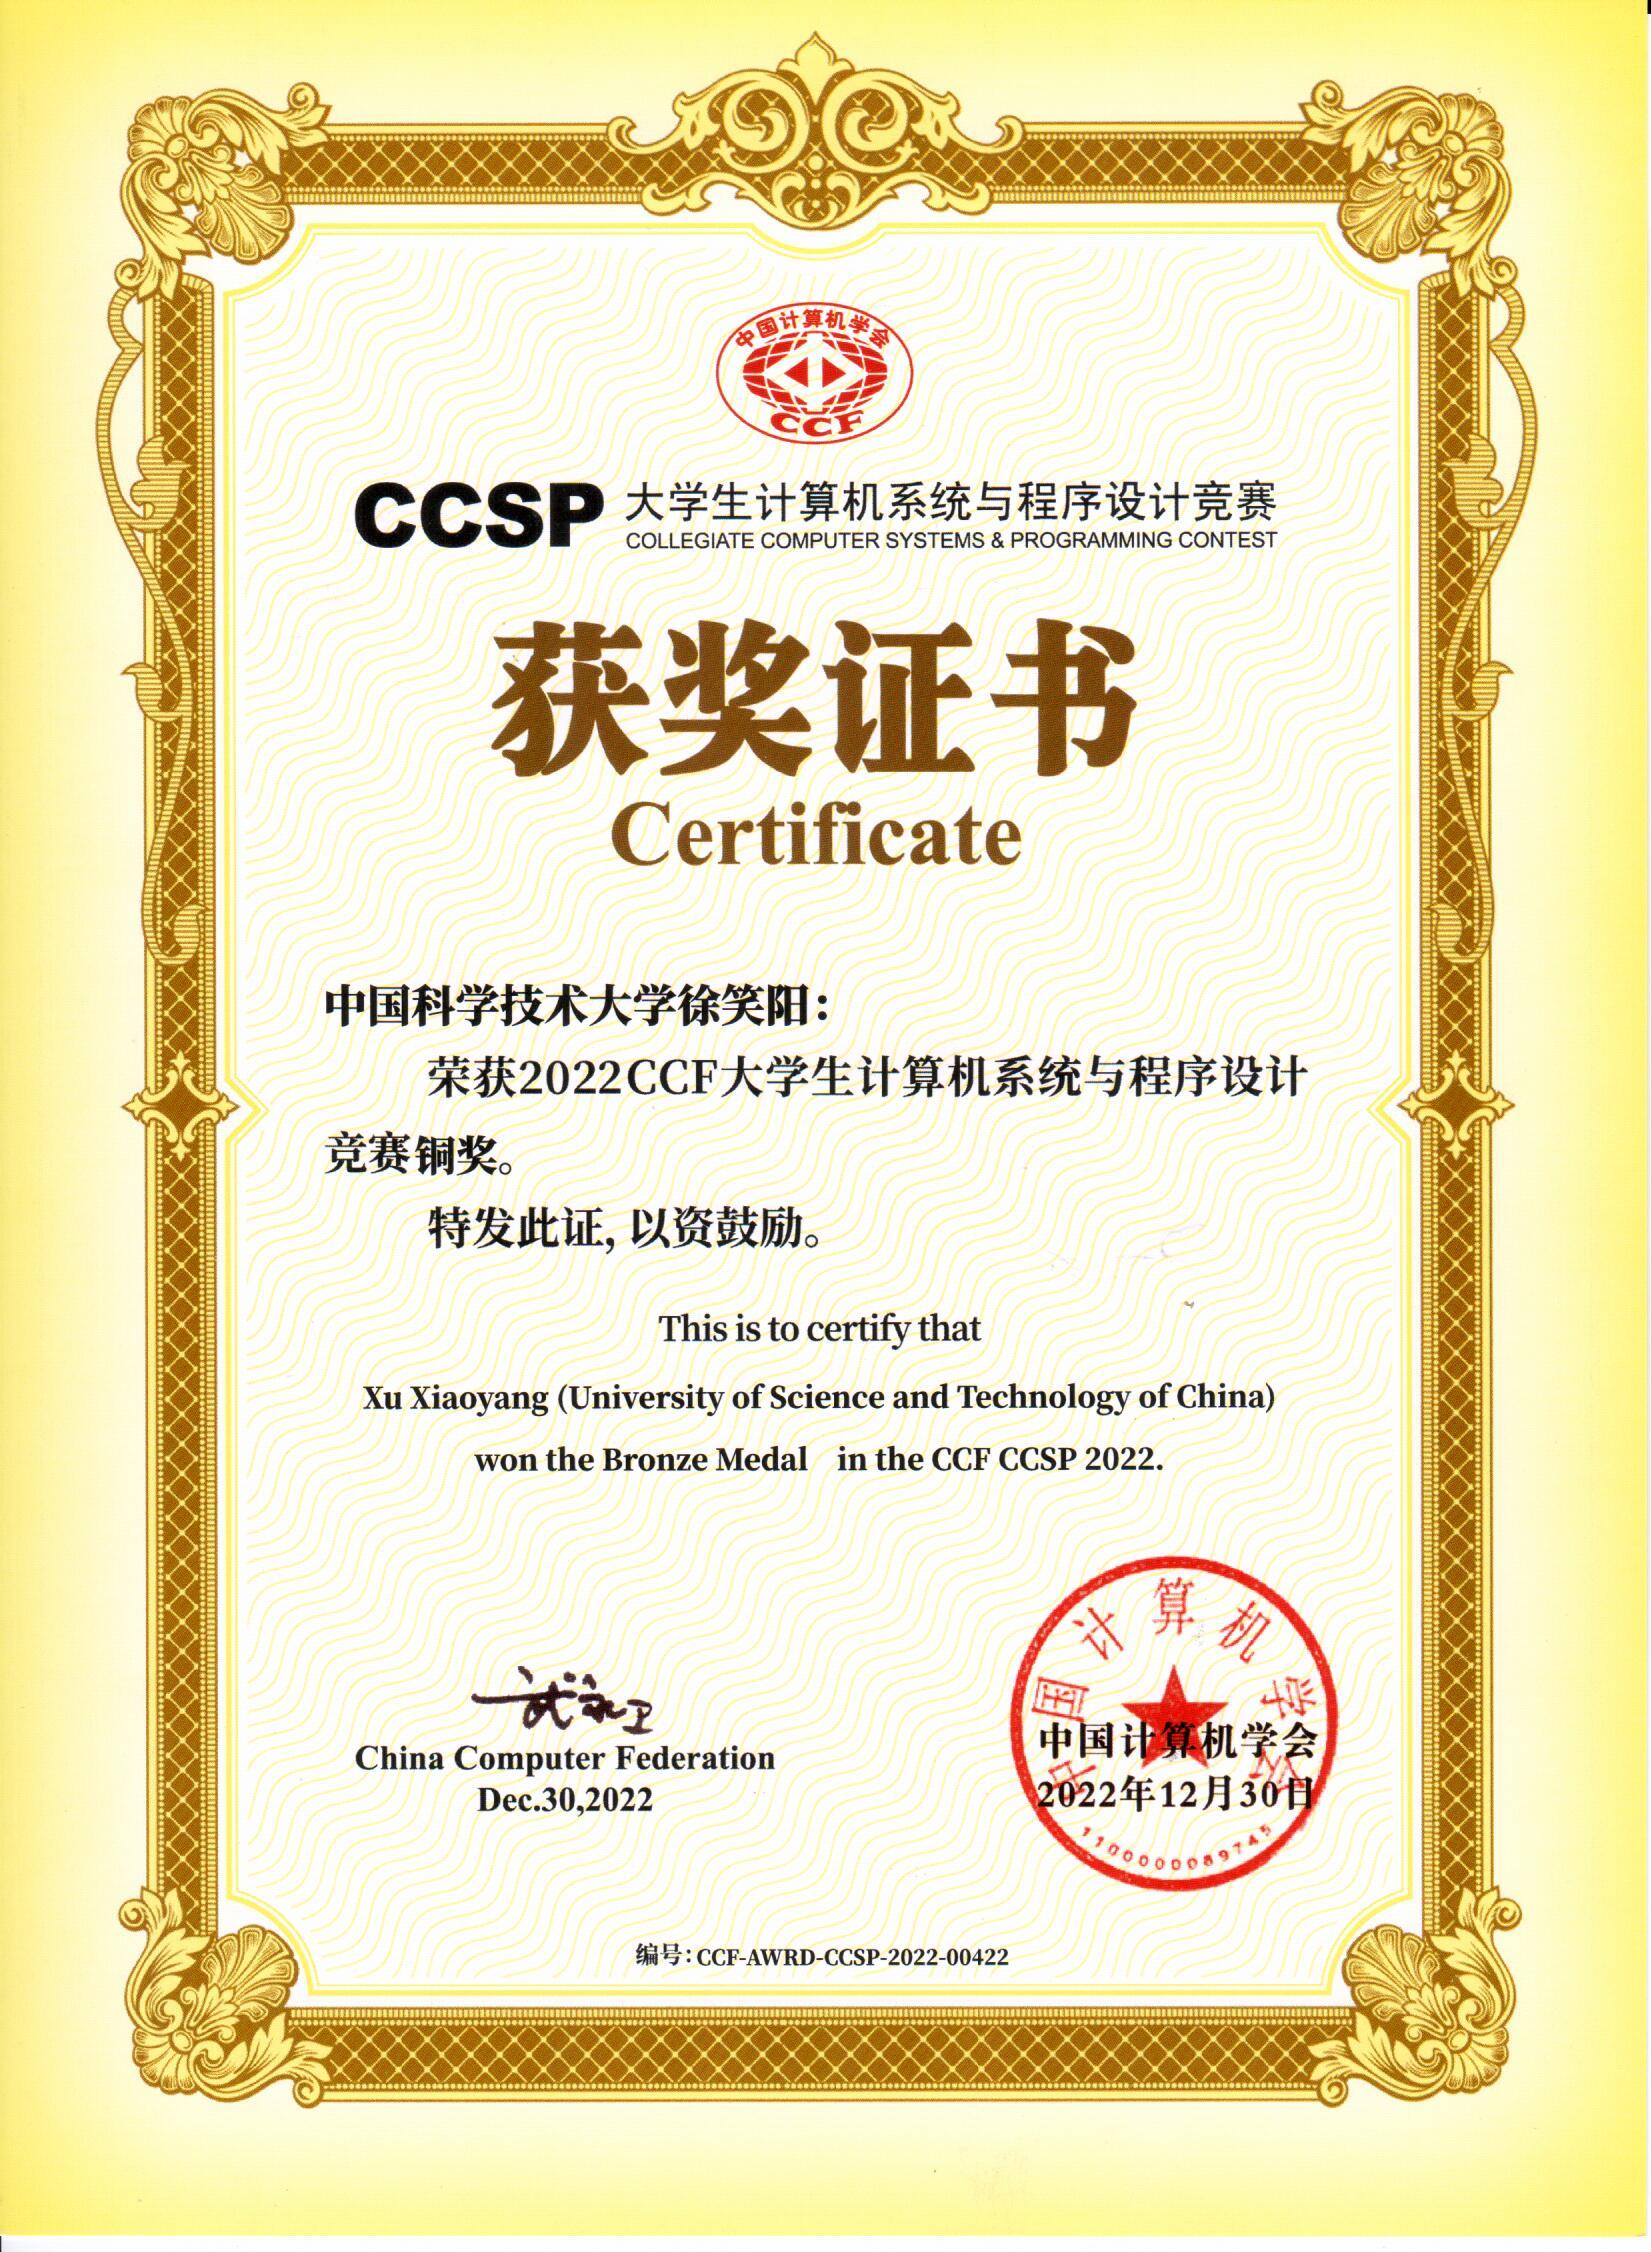 中国计算机学会
CCF
CCSP 大学生计算机系统与程序设计竞赛
COLLEGIATE COMPUTER SYSTEMS & PROGRAMMING CONTEST
获奖证书
Certificate
中国科学技术大学徐笑阳：
荣获2022CCF大学生计算机系统与程序设计
竞赛铜奖。
特发此证, 以资鼓励。
This is to certify that
Xu Xiaoyang (University of Science and Technology of China)
won the Bronze Medal in the CCF CCSP 2022.
China Computer Federation
Dec.30,2022
中国计算机学会
中国计算机学会
2022年12月30日
1100000089745
编号：CCF-AWRD-CCSP-2022-00422